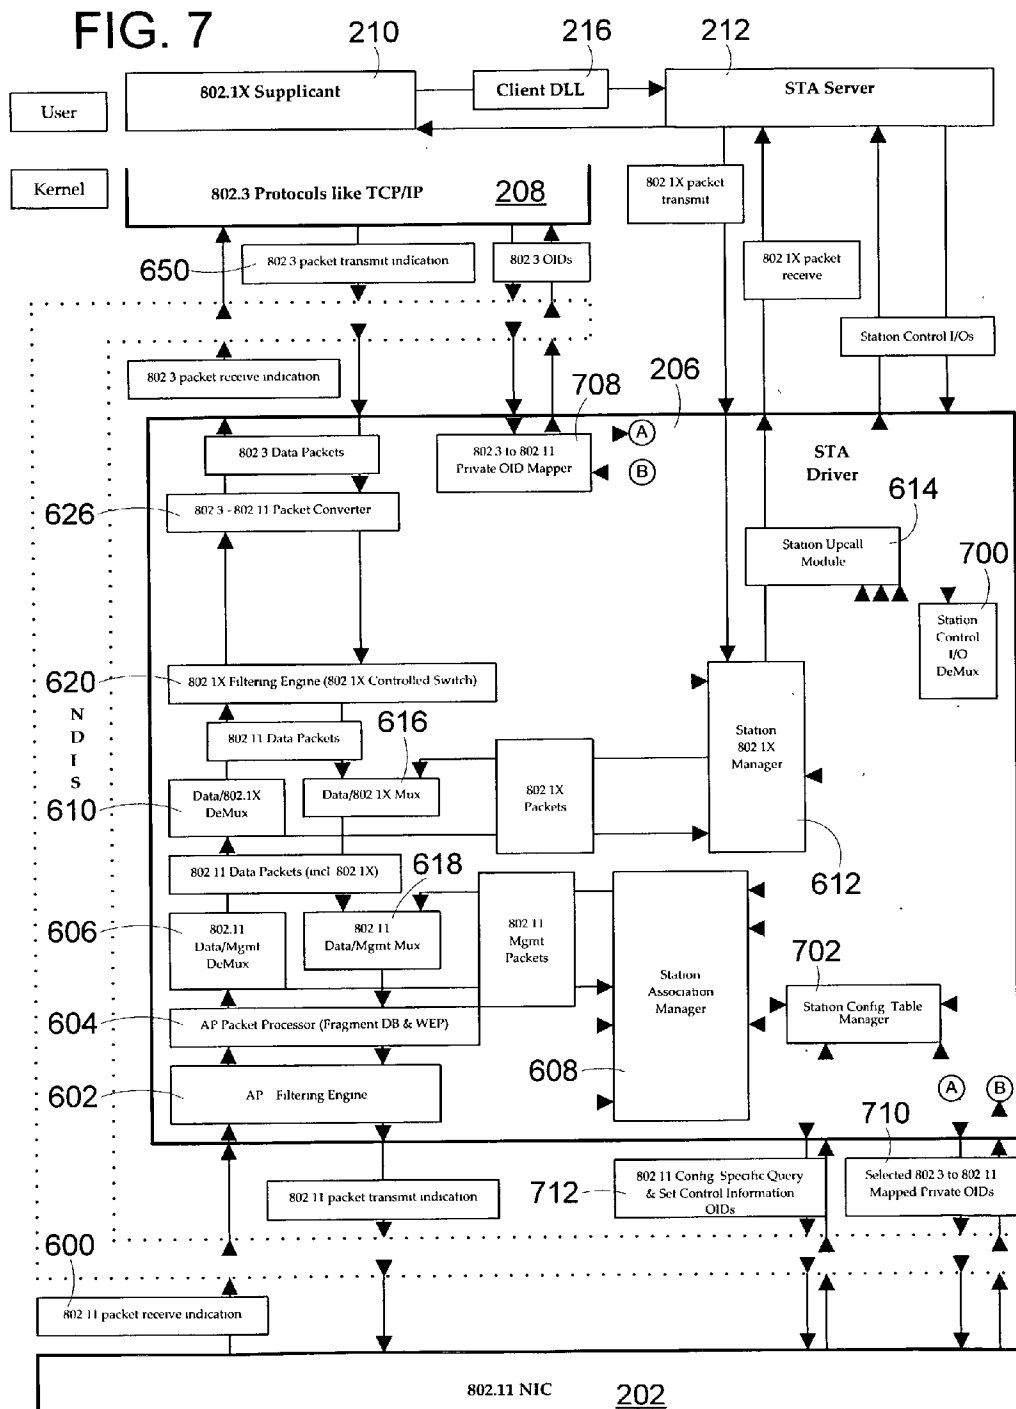 FIG. 7
210
216
212
User
802.1X Supplicant
Client DLL
STA Server
Kernel
802.3 Protocols like TCP/IP
208
802 1X packet
transmit
650
802 3 packet transmit indication
802 3 OIDs
802 1X packet
receive
Station Control I/Os
802 3 packet receive indication
708
206
802 3 Data Packets
802 3 to 802 11
Private OID Mapper
A
B
STA
Driver
626
802 3 - 802 11 Packet Converter
614
Station Upcall
Module
700
Station
Control
I/O
DeMux
620
802 1X Filtering Engine (802 1X Controlled Switch)
N
D
I
S
802 11 Data Packets
616
Station
802 1X
Manager
610
Data/802.1X
DeMux
Data/802 1X Mux
802 1X
Packets
802 11 Data Packets (incl 802 1X)
618
612
606
802.11
Data/Mgmt
DeMux
802 11
Data/Mgmt Mux
802 11
Mgmt
Packets
Station
Association
Manager
702
Station Config Table
Manager
604
AP Packet Processor (Fragment DB & WEP)
602
AP Filtering Engine
608
A
B
710
802 11 packet transmit indication
712
802 11 Config Specific Query
& Set Control Information
OIDs
Selected 802 3 to 802 11
Mapped Private OIDs
600
802 11 packet receive indication
802.11 NIC
202